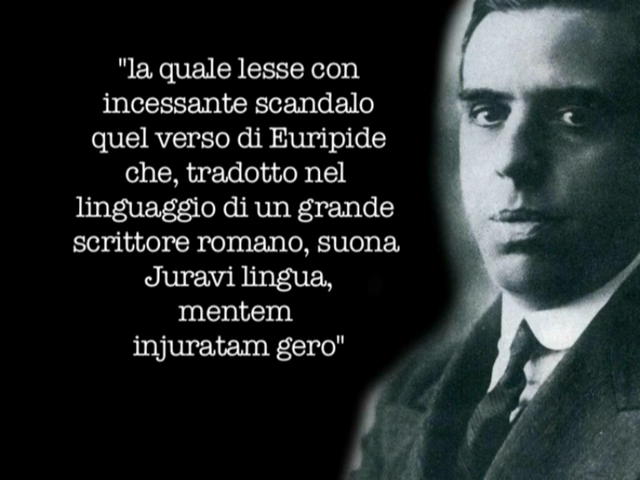 "la quale lesse con
incessante scandalo
quel verso di Euripide
che, tradotto nel
linguaggio di un grande
scrittore romano, suona
Juravi lingua,
mentem
injuratam gero"